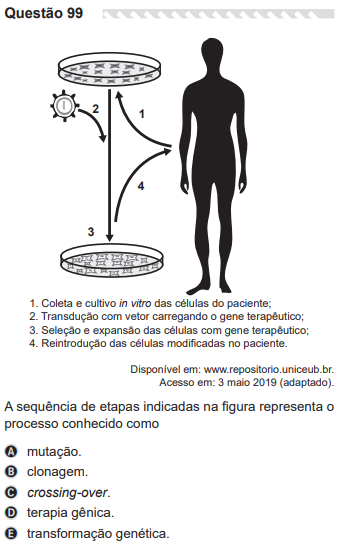 Questão 99
1
2
4
3
1. Coleta e cultivo in vitro das células do paciente;
2. Transdução com vetor carregando o gene terapêutico;
3. Seleção e expansão das células com gene terapêutico;
4. Reintrodução das células modificadas no paciente.
Disponível em: www.repositorio.uniceub.br.
Acesso em: 3 maio 2019 (adaptado).
A sequência de etapas indicadas na figura representa o
processo conhecido como
A mutação.
B clonagem.
C crossing-over.
D terapia gênica.
E transformação genética.